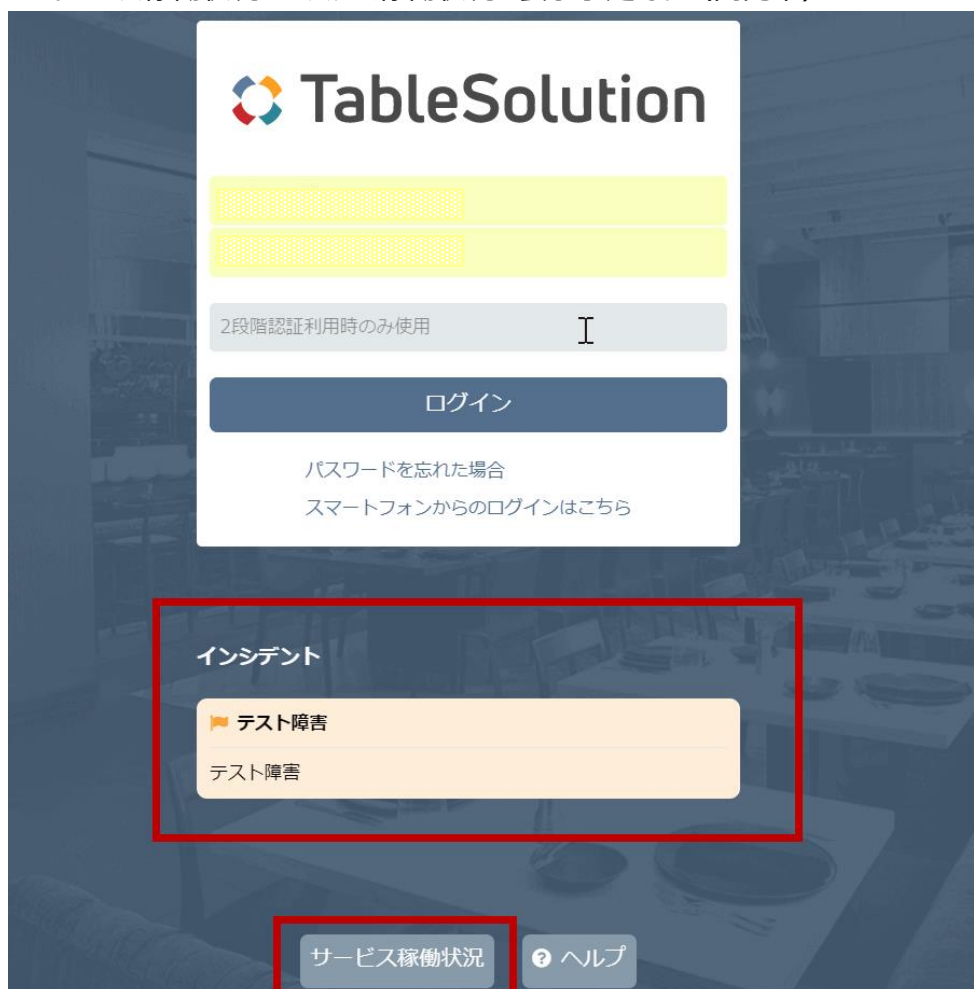 TableSolution
2段階認証利用時のみ使用
ログイン
パスワードを忘れた場合
スマートフォンからのログインはこちら
インシデント
テスト障害
テスト障害
サービス稼働状況
? ヘルプ